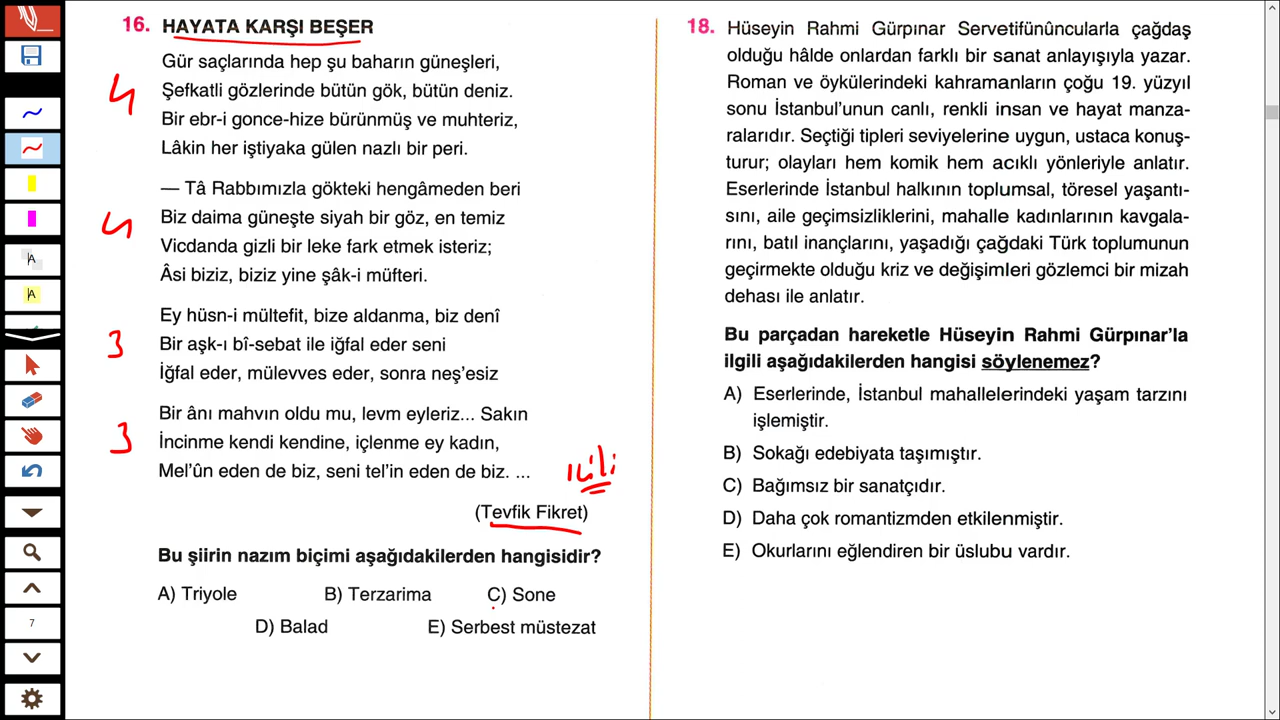 16. HAYATA KARŞI BEŞER
Gür saçlarında hep şu baharın güneşleri,
Şefkatli gözlerinde bütün gök, bütün deniz.
Bir ebr-i gonce-hize bürünmüş ve muhteriz,
Lâkin her iştiyaka gülen nazlı bir peri.
4
— Tâ Rabbımızla gökteki hengâmeden beri
Biz daima güneşte siyah bir göz, en temiz
Vicdanda gizli bir leke fark etmek isteriz;
Âsi biziz, biziz yine şâk-i müfteri.
4
Ey hüsn-i mültefit, bize aldanma, biz denî
Bir aşk-ı bî-sebat ile iğfal eder seni
İğfal eder, mülevves eder, sonra neş’esiz
3
Bir ânı mahvın oldu mu, levm eyleriz... Sakın
İncinme kendi kendine, içlenme ey kadın,
Mel’ûn eden de biz, seni tel’in eden de biz. ...
3
(Tevfik Fikret)
Bu şiirin nazım biçimi aşağıdakilerden hangisidir?
A) Triyole B) Terzarima C) Sone
D) Balad E) Serbest müstezat
18. Hüseyin Rahmi Gürpınar Servetifünûncularla çağdaş
olduğu hâlde onlardan farklı bir sanat anlayışıyla yazar.
Roman ve öykülerindeki kahramanların çoğu 19. yüzyıl
sonu İstanbul’unun canlı, renkli insan ve hayat manza-
ralarıdır. Seçtiği tipleri seviyelerine uygun, ustaca konuş-
turur; olayları hem komik hem acıklı yönleriyle anlatır.
Eserlerinde İstanbul halkının toplumsal, töresel yaşantı-
sını, aile geçimsizliklerini, mahalle kadınlarının kavgala-
rını, batıl inançlarını, yaşadığı çağdaki Türk toplumunun
geçirmekte olduğu kriz ve değişimleri gözlemci bir mizah
dehası ile anlatır.
Bu parçadan hareketle Hüseyin Rahmi Gürpınar’la
ilgili aşağıdakilerden hangisi söylenemez?
A) Eserlerinde, İstanbul mahallelerindeki yaşam tarzını
işlemiştir.
B) Sokağı edebiyata taşımıştır.
C) Bağımsız bir sanatçıdır.
D) Daha çok romantizmden etkilenmiştir.
E) Okurlarını eğlendiren bir üslubu vardır.
A
A
7